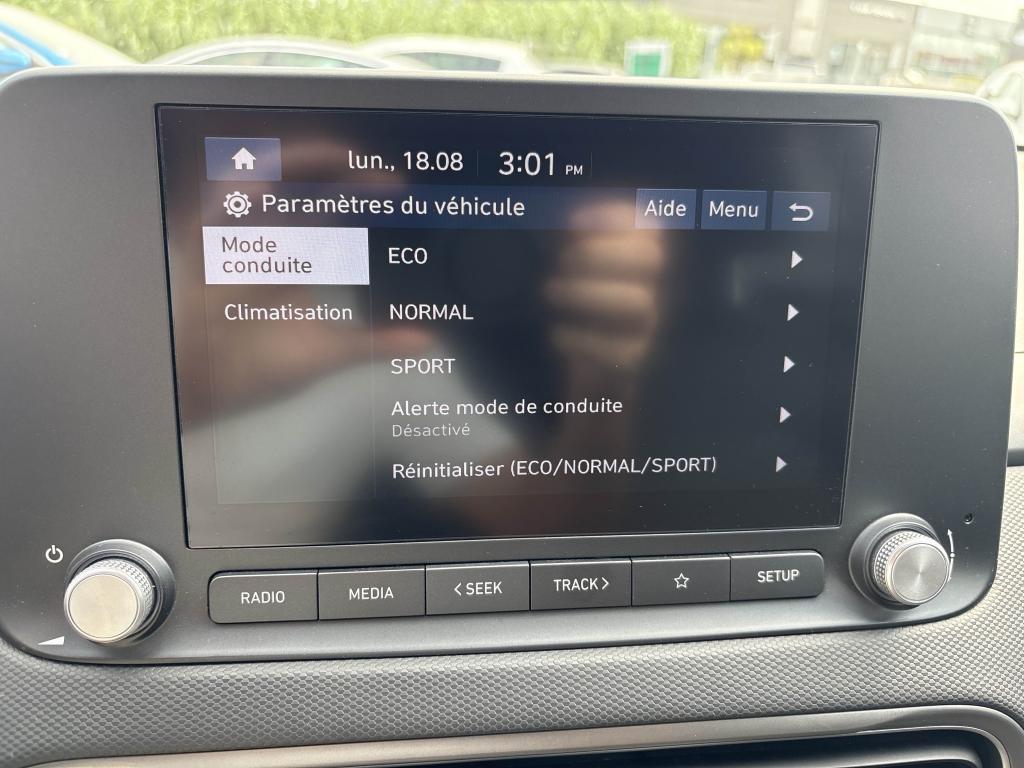 lun., 18.08 3:01 PM
Paramètres du véhicule Aide Menu
Mode
conduite
Climatisation
ECO
NORMAL
SPORT
Alerte mode de conduite
Désactivé
Réinitialiser (ECO/NORMAL/SPORT)
RADIO MEDIA < SEEK TRACK > SETUP